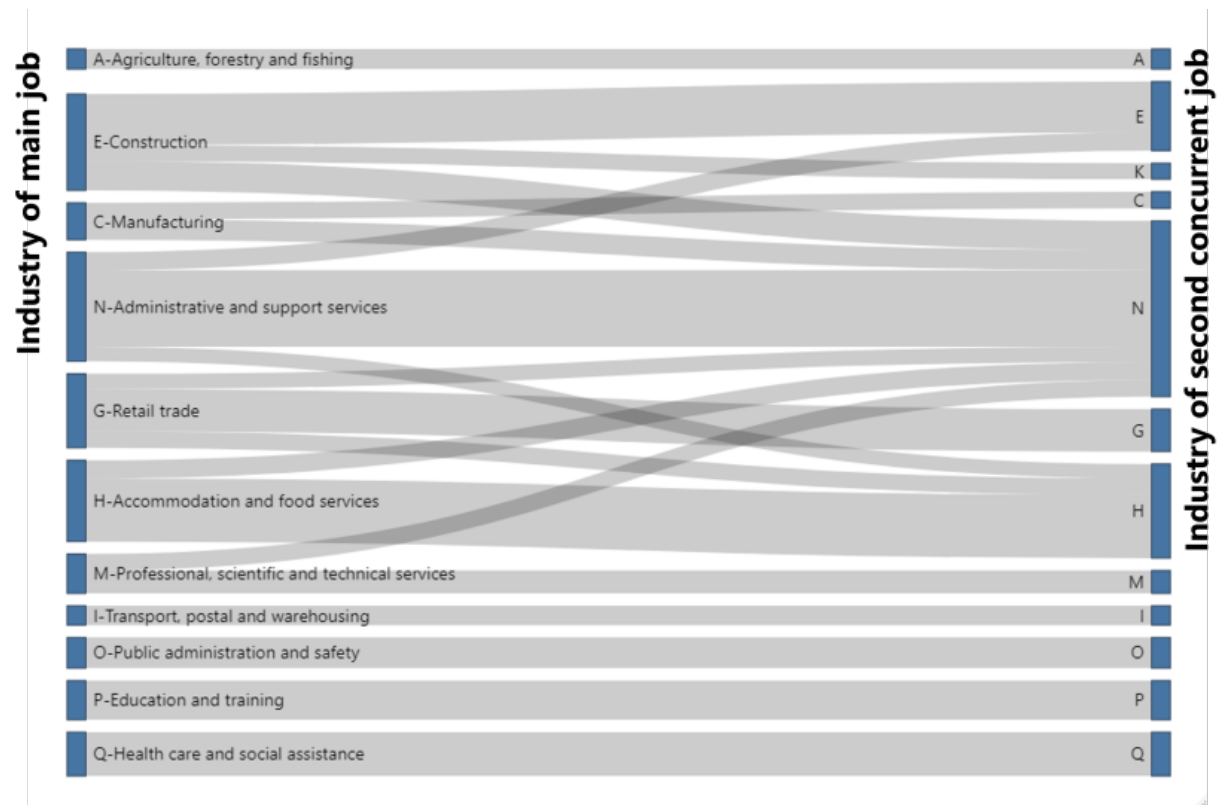 Industry of main job
A-Agriculture, forestry and fishing
E-Construction
C-Manufacturing
N-Administrative and support services
G-Retail trade
H-Accommodation and food services
M-Professional, scientific and technical services
I-Transport, postal and warehousing
O-Public administration and safety
P-Education and training
Q-Health care and social assistance
A
E
K
C
N
G
H
M
I
O
P
Q
Industry of second concurrent job